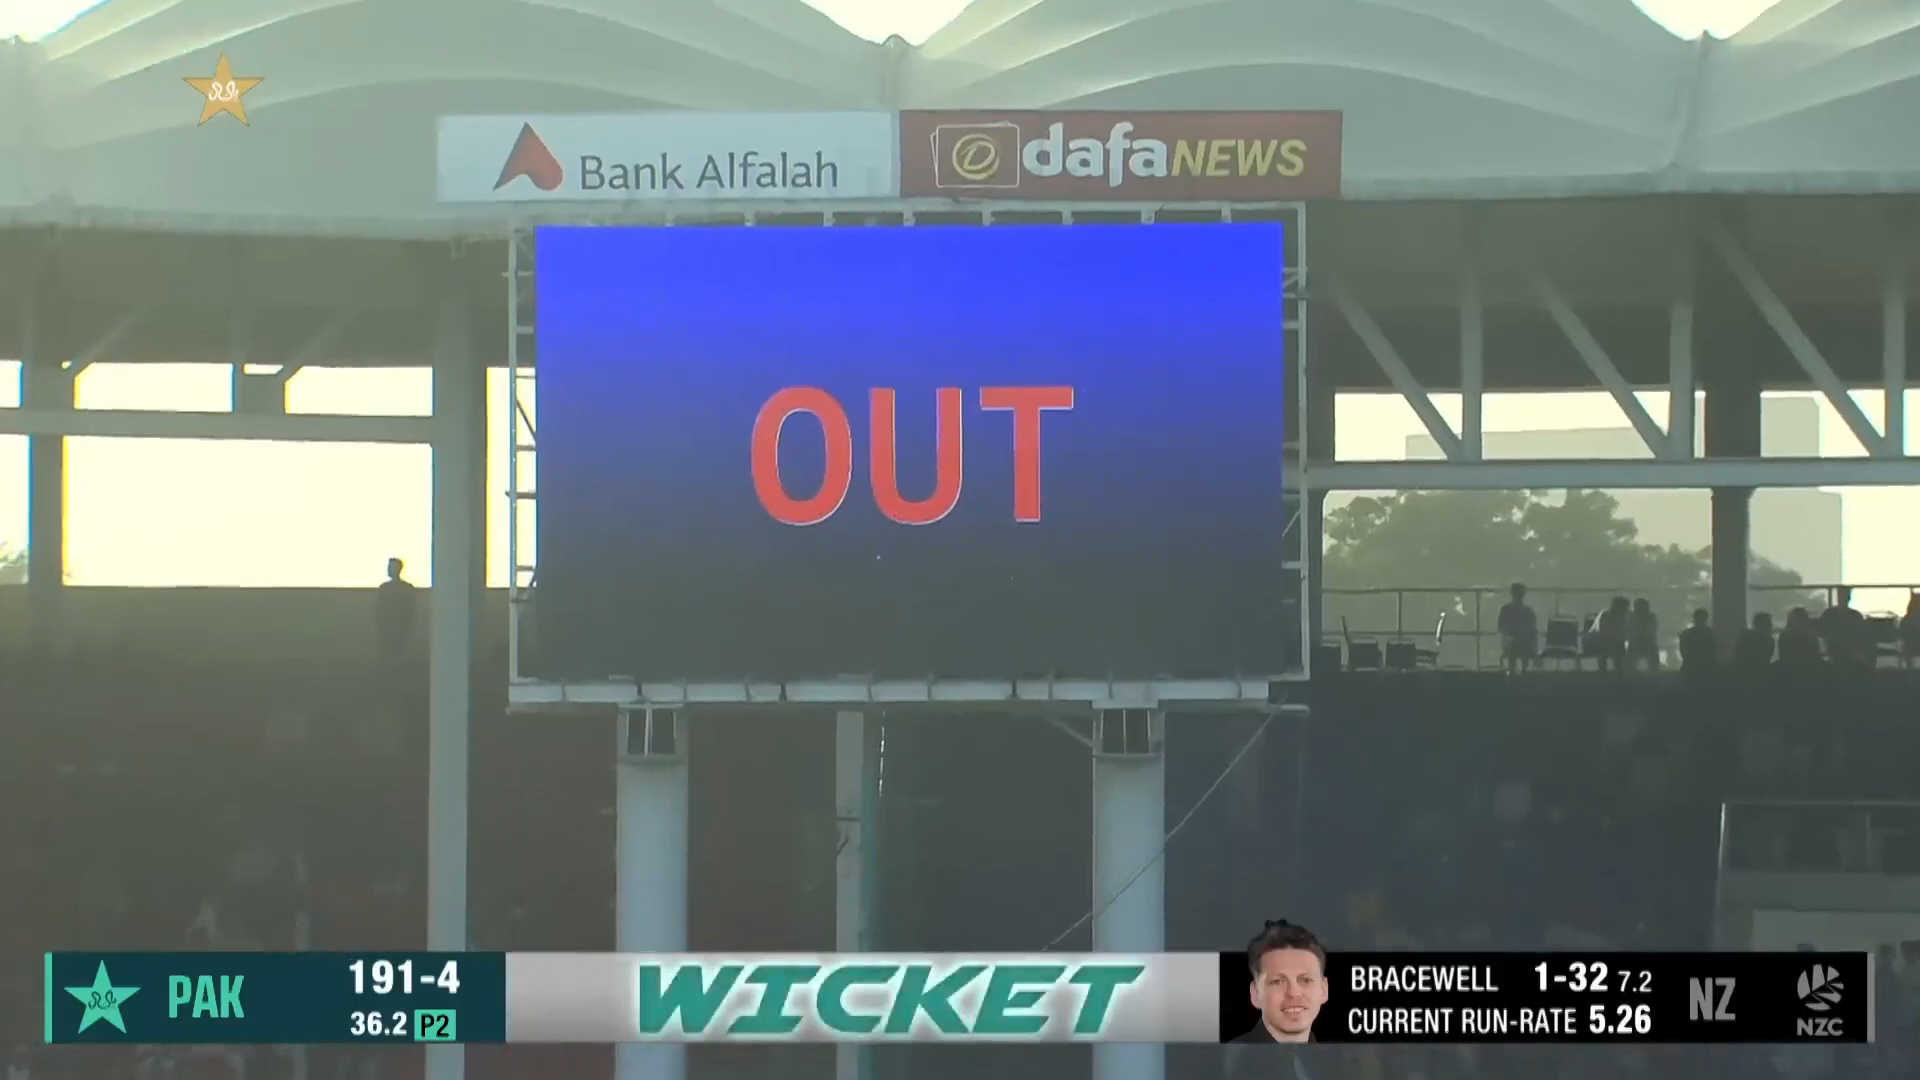 Bank Alfalah
dafaNEWS
OUT
PAK
191-4
36.2 P2
WICKET
BRACEWELL 1-32 7.2
CURRENT RUN-RATE 5.26
NZ
NZC